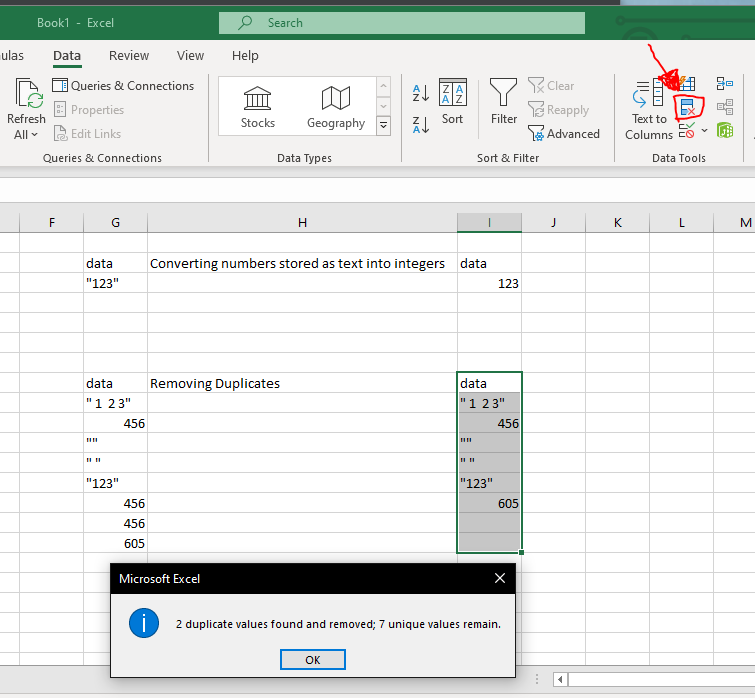 Book1 - Excel
Search
ulas Data Review View Help
Refresh All
Queries & Connections
Properties
Edit Links
Queries & Connections
Stocks
Geography
Data Types
A Z
Z A
Z A A Z
Sort
Filter
Clear
Reapply
Advanced
Sort & Filter
Text to
Columns
Data Tools
F G H I J K L M
data Converting numbers stored as text into integers data
"123" 123
data Removing Duplicates data
" 1 2 3" " 1 2 3"
456 456
"" ""
" " " "
"123" "123"
456 605
456
605
Microsoft Excel
2 duplicate values found and removed; 7 unique values remain.
OK